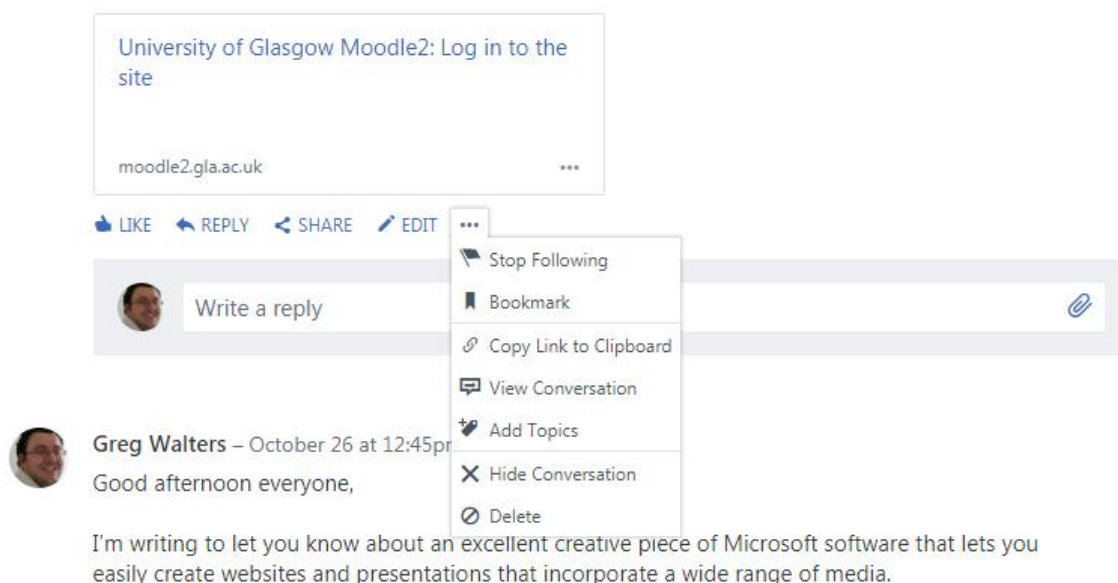 University of Glasgow Moodle2: Log in to the
site
moodle2.gla.ac.uk
LIKE REPLY SHARE EDIT
Stop Following
Bookmark
Write a reply
Copy Link to Clipboard
View Conversation
Add Topics
Hide Conversation
Delete
Greg Walters – October 26 at 12:45p
Good afternoon everyone,
I'm writing to let you know about an excellent creative piece of Microsoft software that lets you
easily create websites and presentations that incorporate a wide range of media.